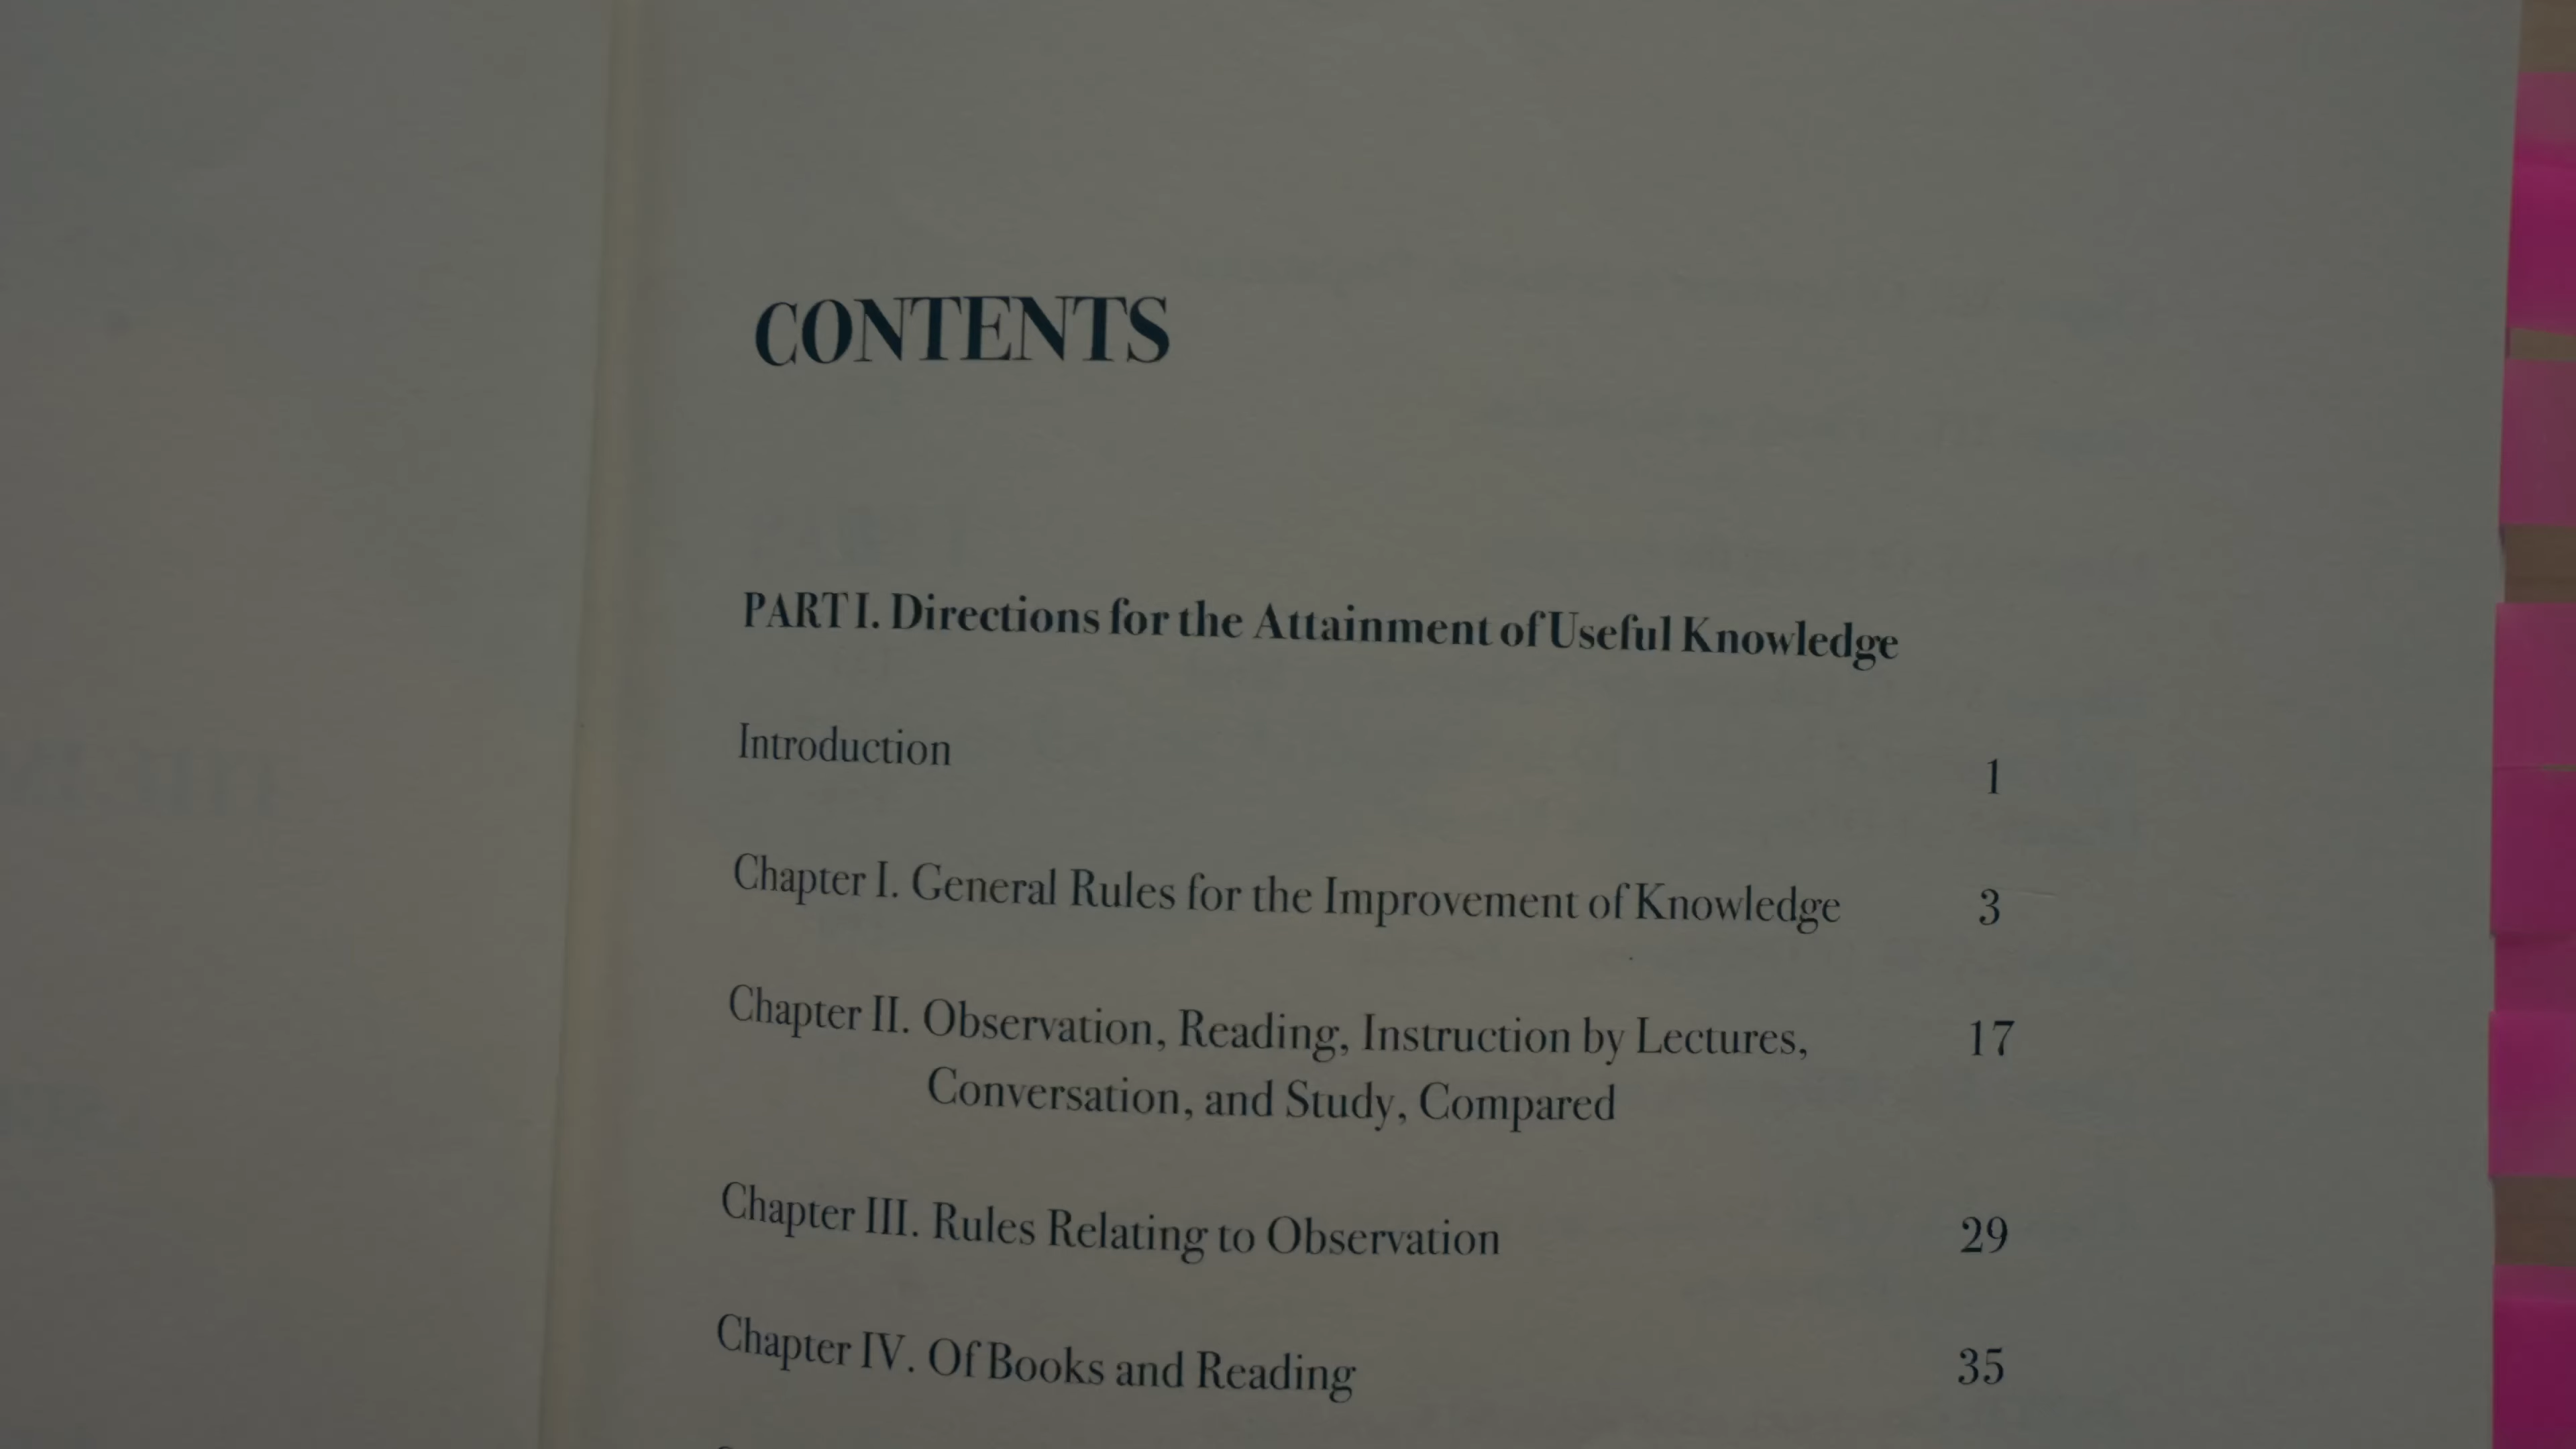 CONTENTS
PART I. Directions for the Attainment of Useful Knowledge
Introduction 1
Chapter I. General Rules for the Improvement of Knowledge 3
Chapter II. Observation, Reading, Instruction by Lectures, 17
Conversation, and Study, Compared
Chapter III. Rules Relating to Observation 29
Chapter IV. Of Books and Reading 35